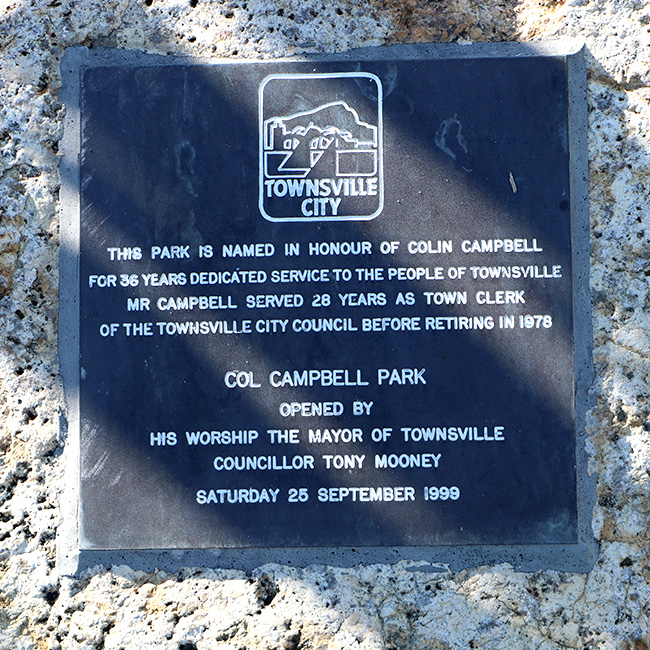 TOWNSVILLE
CITY
THIS PARK IS NAMED IN HONOUR OF COLIN CAMPBELL
FOR 36 YEARS DEDICATED SERVICE TO THE PEOPLE OF TOWNSVILLE
MR CAMPBELL SERVED 28 YEARS AS TOWN CLERK
OF THE TOWNSVILLE CITY COUNCIL BEFORE RETIRING IN 1978
COL CAMPBELL PARK
OPENED BY
HIS WORSHIP THE MAYOR OF TOWNSVILLE
COUNCILLOR TONY MOONEY
SATURDAY 25 SEPTEMBER 1999